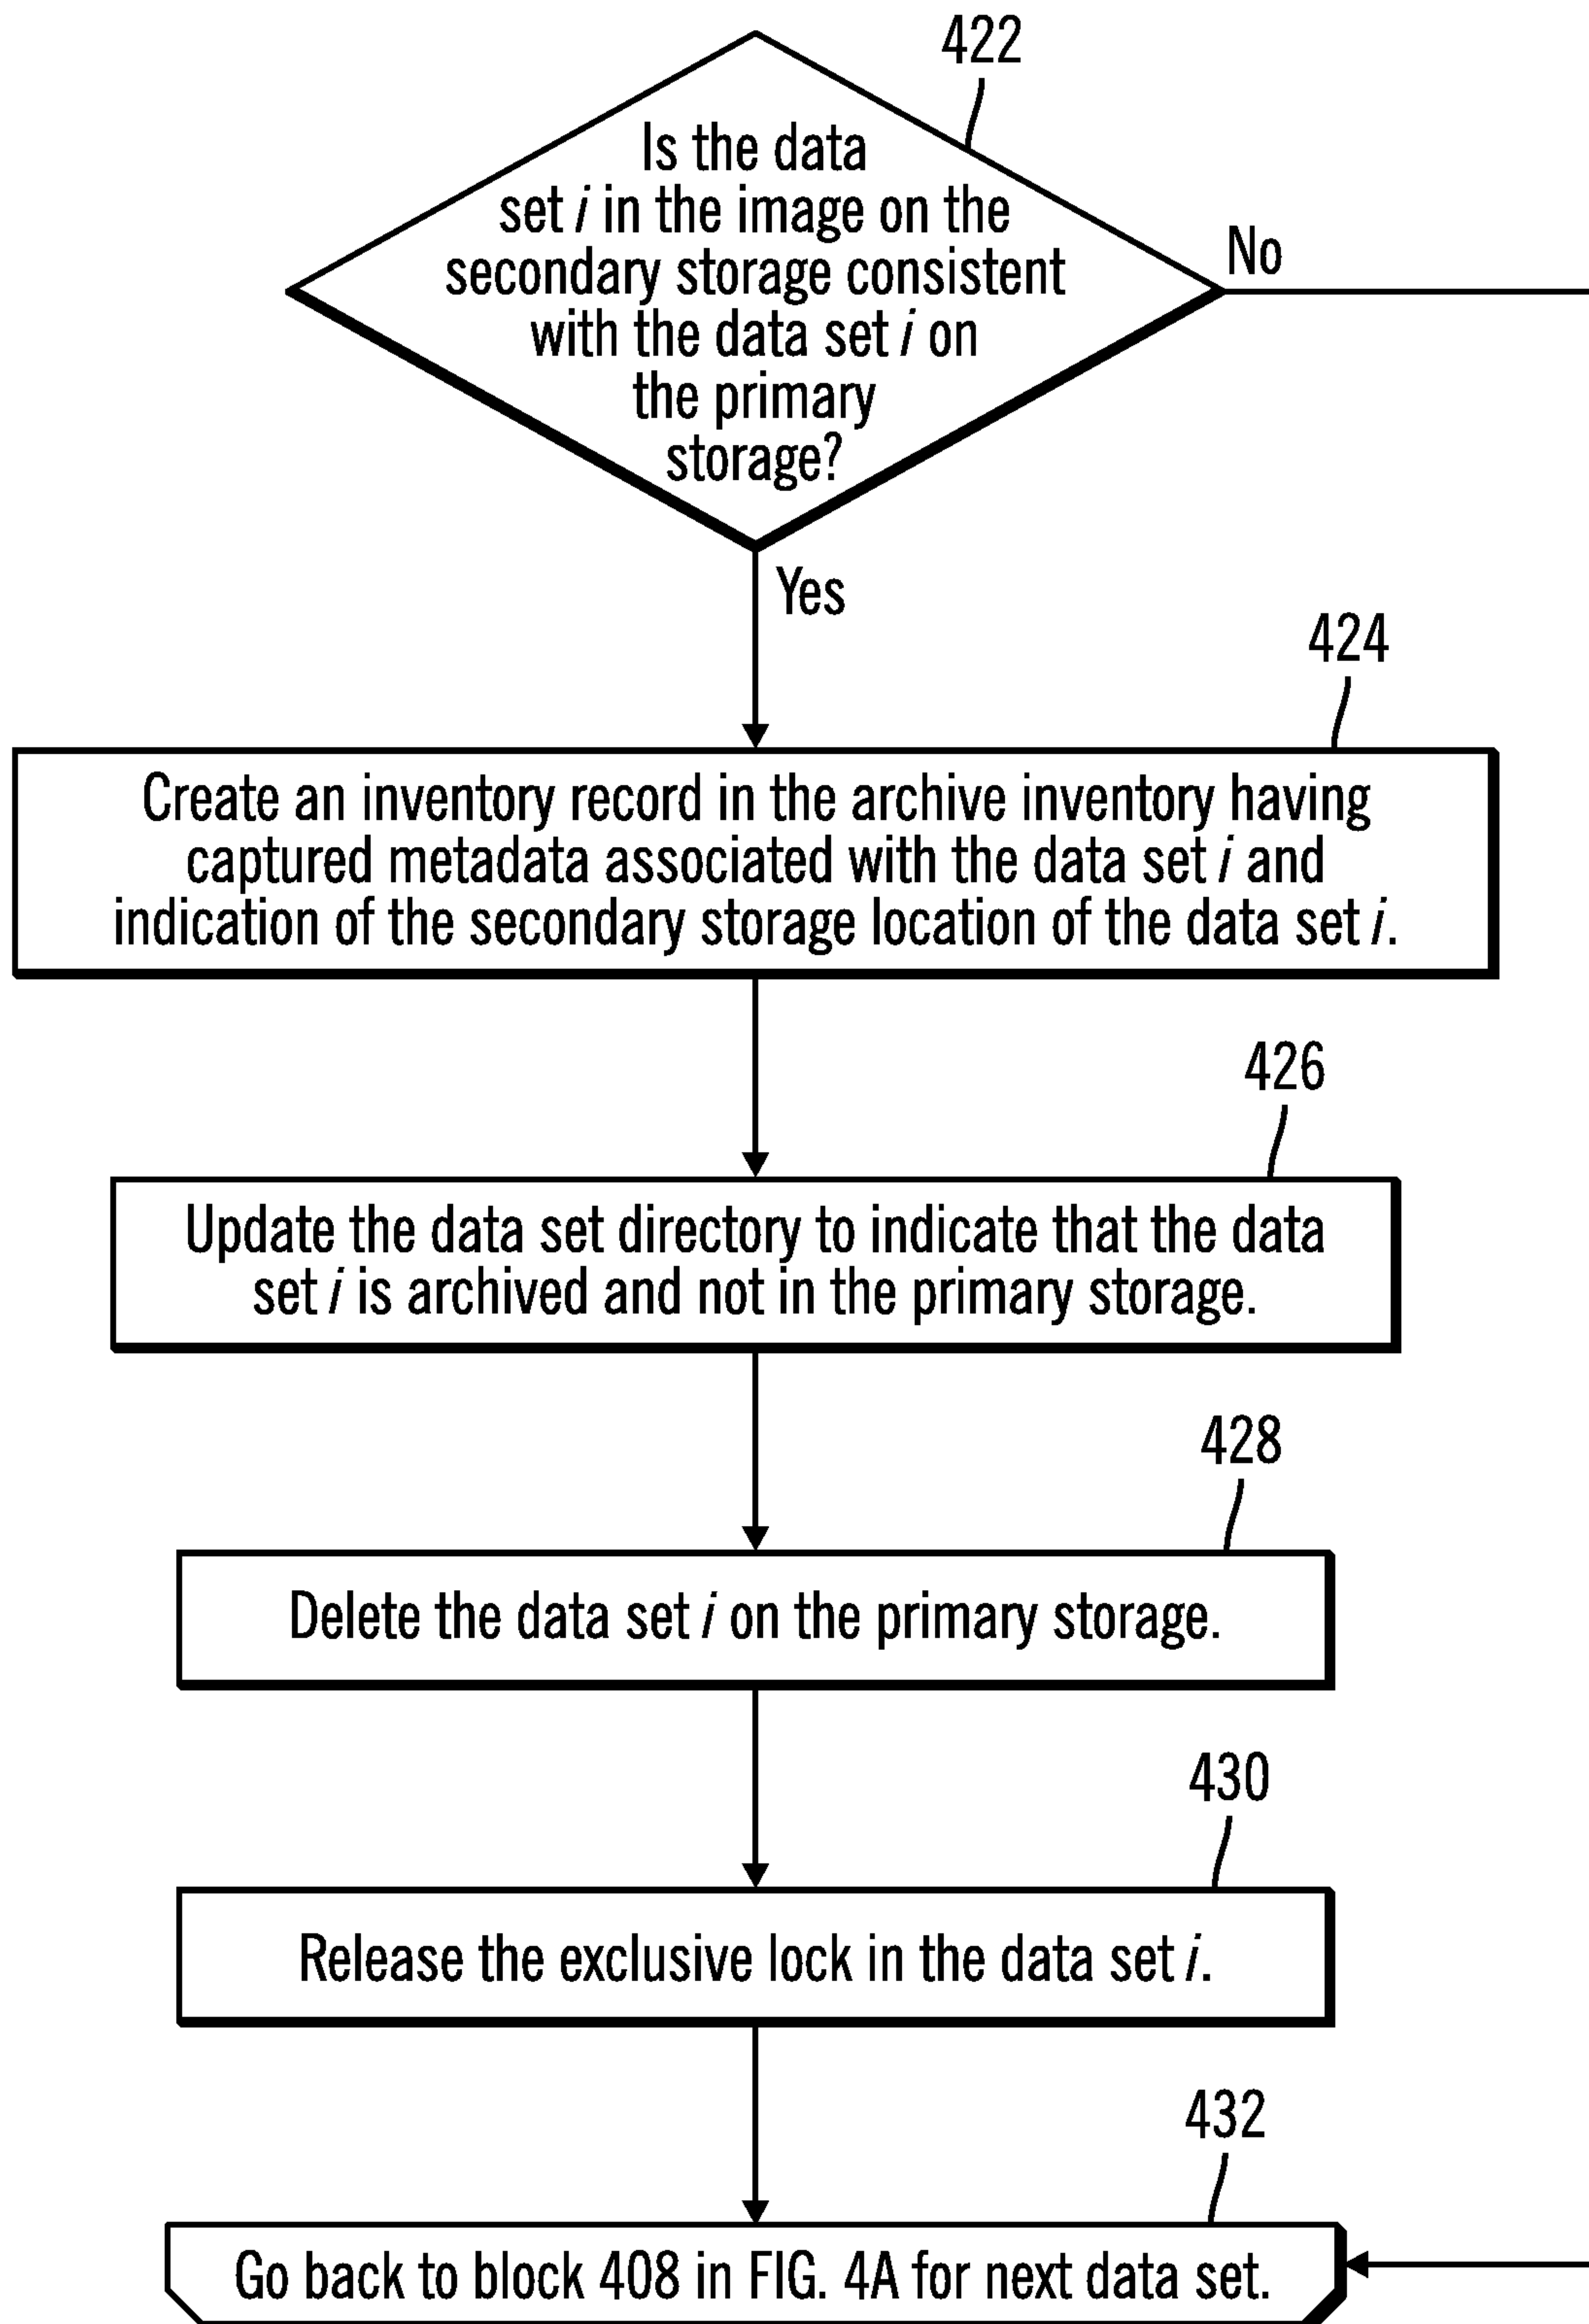 422
Is the data
set i in the image on the
secondary storage consistent
with the data set i on
the primary
storage?
No
Yes
424
Create an inventory record in the archive inventory having
captured metadata associated with the data set i and
indication of the secondary storage location of the data set i.
426
Update the data set directory to indicate that the data
set i is archived and not in the primary storage.
428
Delete the data set i on the primary storage.
430
Release the exclusive lock in the data set i.
432
Go back to block 408 in FIG. 4A for next data set.